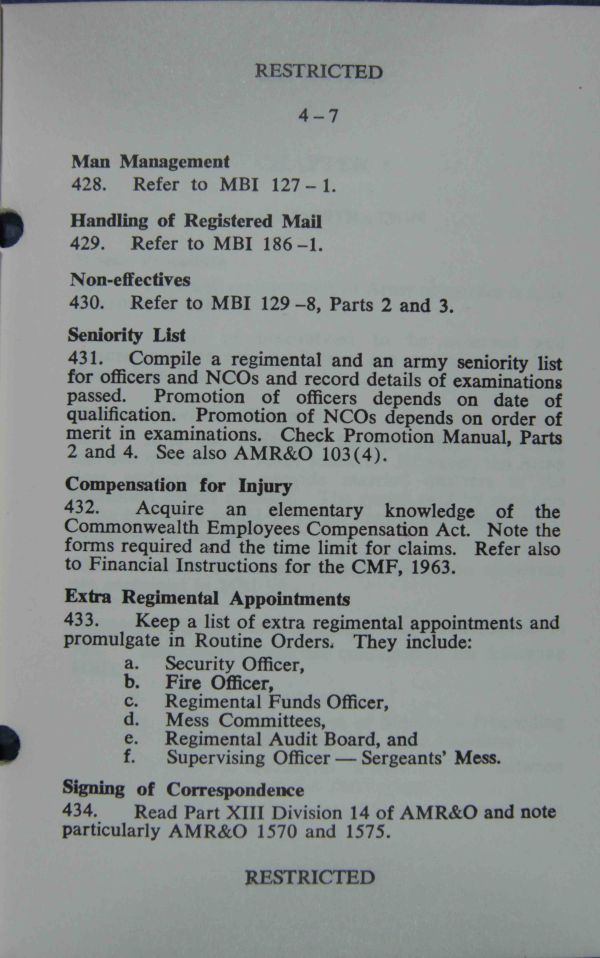 RESTRICTED
4–7
Man Management
428. Refer to MBI 127–1.
Handling of Registered Mail
429. Refer to MBI 186–1.
Non-effectives
430. Refer to MBI 129–8, Parts 2 and 3.
Seniority List
431. Compile a regimental and an army seniority list
for officers and NCOs and record details of examinations
passed. Promotion of officers depends on date of
qualification. Promotion of NCOs depends on order of
merit in examinations. Check Promotion Manual, Parts
2 and 4. See also AMR&O 103(4).
Compensation for Injury
432. Acquire an elementary knowledge of the
Commonwealth Employees Compensation Act. Note the
forms required and the time limit for claims. Refer also
to Financial Instructions for the CMF, 1963.
Extra Regimental Appointments
433. Keep a list of extra regimental appointments and
promulgate in Routine Orders. They include:
a. Security Officer,
b. Fire Officer,
c. Regimental Funds Officer,
d. Mess Committees,
e. Regimental Audit Board, and
f. Supervising Officer — Sergeants' Mess.
Signing of Correspondence
434. Read Part XIII Division 14 of AMR&O and note
particularly AMR&O 1570 and 1575.
RESTRICTED